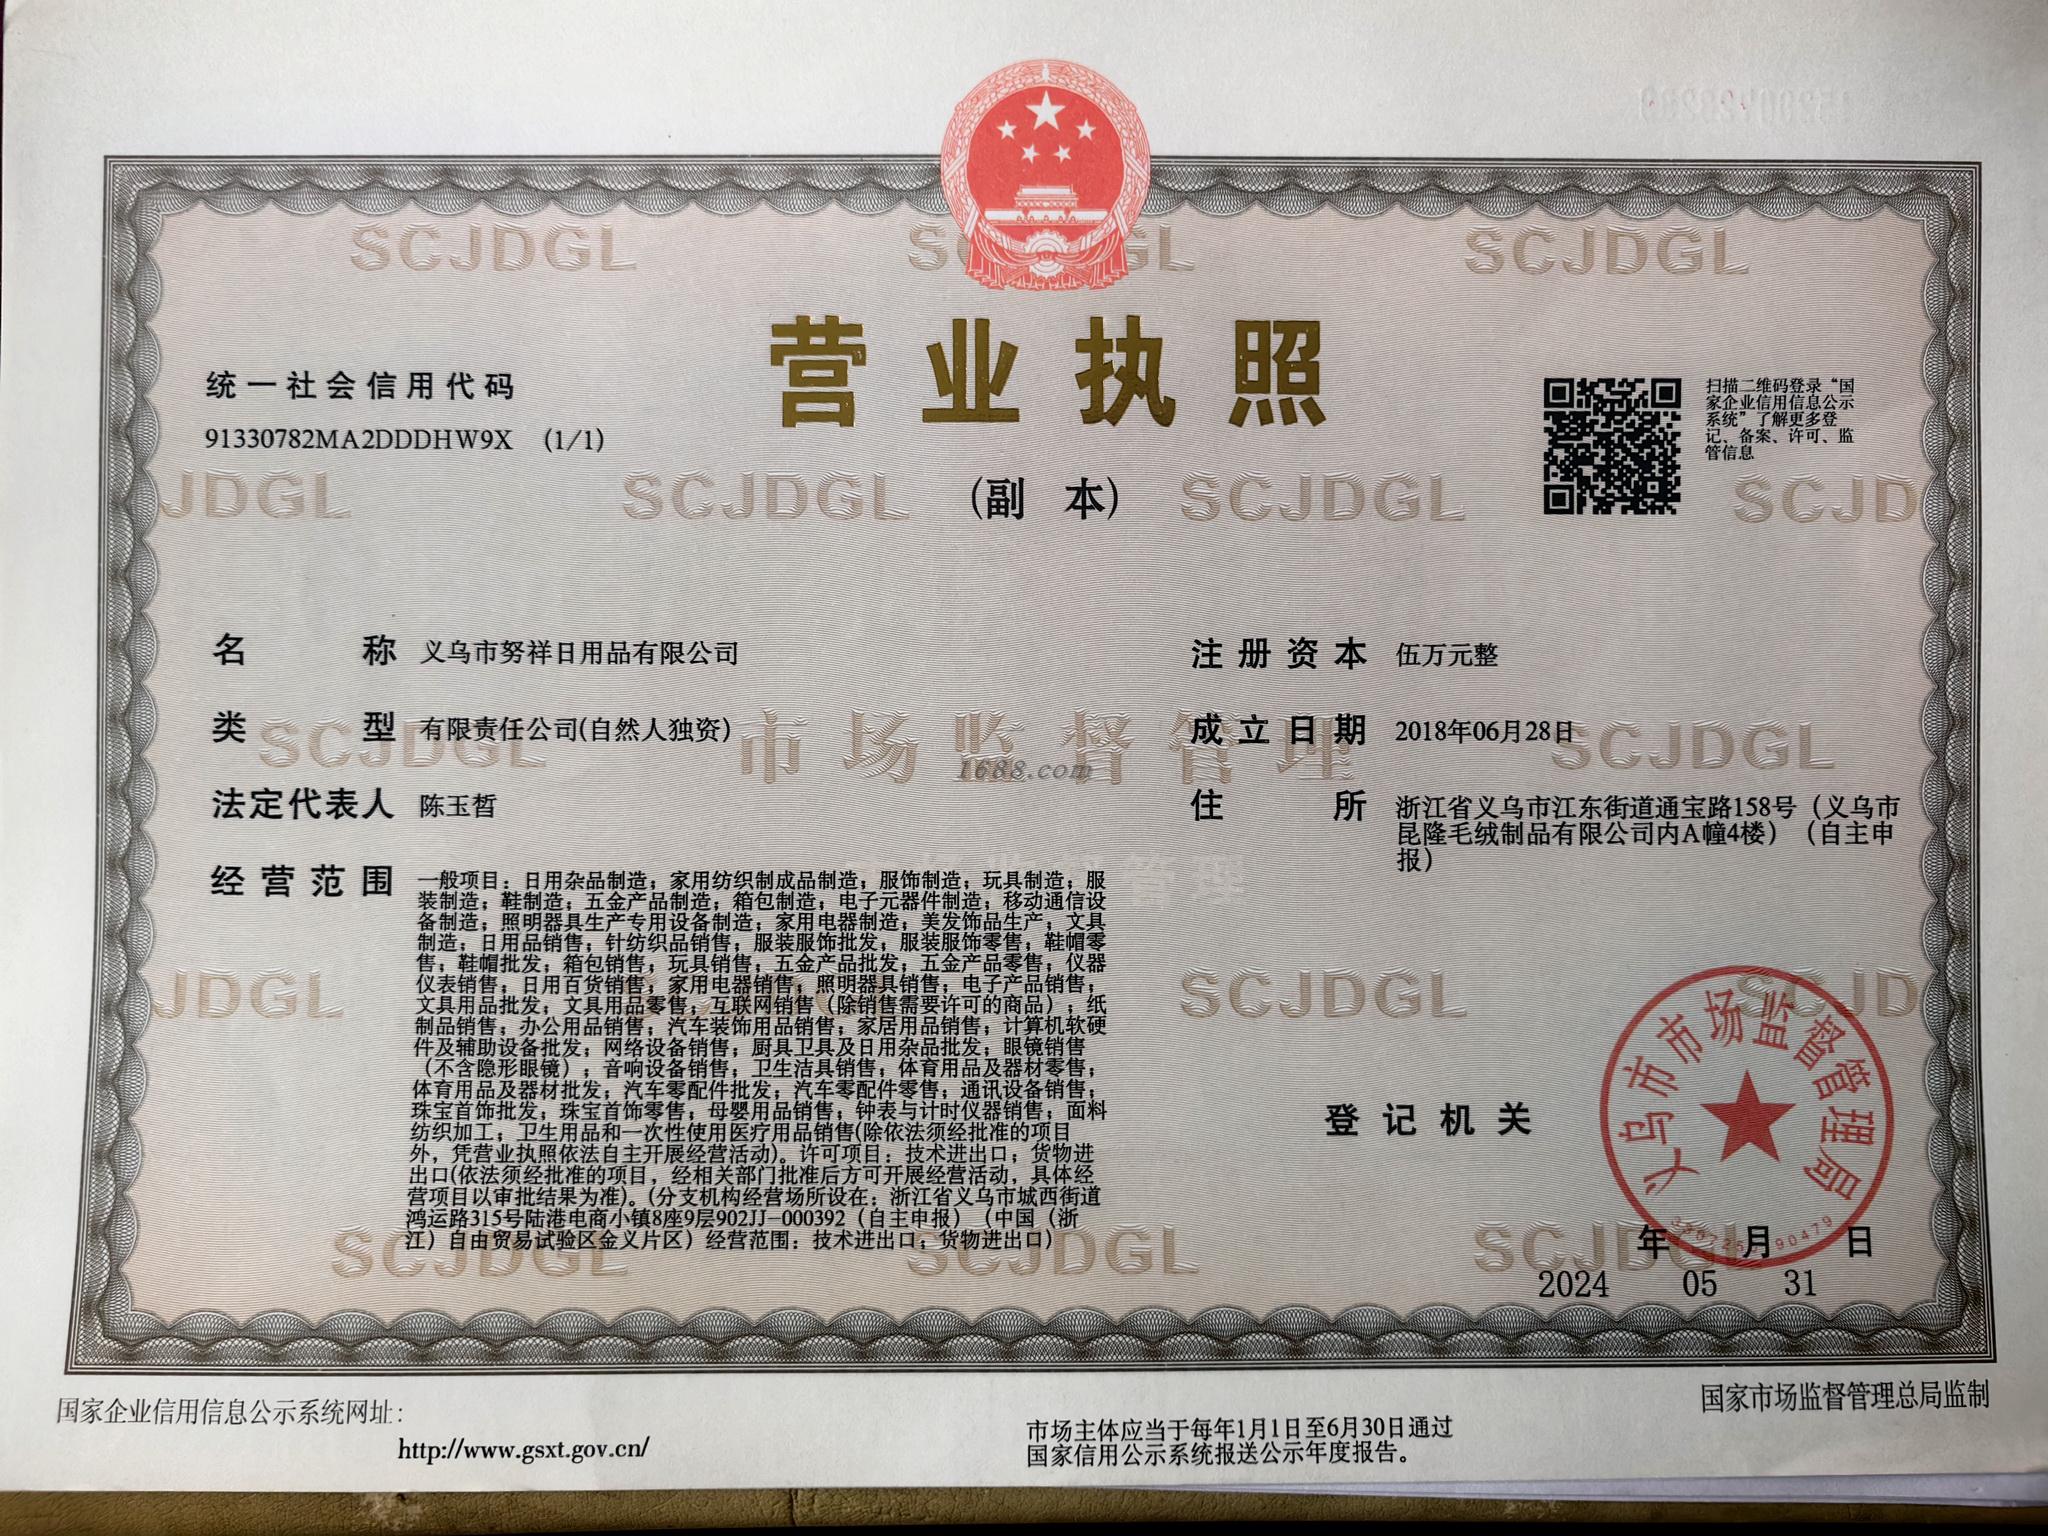 营业执照
(副 本)
统一社会信用代码
91330782MA2DDDHW9X (1/1)
扫描二维码登录“国
家企业信用信息公示
系统”了解更多登
记、备案、许可、监
管信息
名 称 义乌市努祥日用品有限公司
类 型 有限责任公司(自然人独资)
法定代表人 陈玉皙
经营范围 一般项目：日用杂品制造；家用纺织制成品制造；服饰制造；玩具制造；服
装制造；鞋制造；五金产品制造；箱包制造；电子元器件制造；移动通信设
备制造；照明器具生产专用设备制造；家用电器制造；美发饰品生产；文具
制造；日用品销售；针纺织品销售；服装服饰批发；服装服饰零售；鞋帽零
售；鞋帽批发；箱包销售；玩具销售；五金产品批发；五金产品零售；仪器
仪表销售；日用百货销售；家用电器销售；照明器具销售；电子产品销售；
文具用品批发；文具用品零售；互联网销售（除销售需要许可的商品）；纸
制品销售；办公用品销售；汽车装饰用品销售；家居用品销售；计算机软硬
件及辅助设备批发；网络设备销售；厨具卫具及日用杂品批发；眼镜销售
（不含隐形眼镜）；音响设备销售；卫生洁具销售；体育用品及器材零售；
体育用品及器材批发；汽车零配件批发；汽车零配件零售；通讯设备销售；
珠宝首饰批发；珠宝首饰零售；母婴用品销售；钟表与计时仪器销售；面料
纺织加工；卫生用品和一次性使用医疗用品销售(除依法须经批准的项目
外，凭营业执照依法自主开展经营活动)。许可项目：技术进出口；货物进
出口(依法须经批准的项目，经相关部门批准后方可开展经营活动，具体经
营项目以审批结果为准)。(分支机构经营场所设在：浙江省义乌市城西街道
鸿运路315号陆港电商小镇8座9层902JJ-000392（自主申报）（中国（浙
江）自由贸易试验区金义片区）经营范围：技术进出口；货物进出口)
注册资本 伍万元整
成立日期 2018年06月28日
住 所 浙江省义乌市江东街道通宝路158号（义乌市
昆隆毛绒制品有限公司内A幢4楼）（自主申
报）
市场监督管理
1688.com
登记机关
义乌市市场监督管理局
年 月 日
2024 05 31
国家企业信用信息公示系统网址：
http://www.gsxt.gov.cn/
市场主体应当于每年1月1日至6月30日通过
国家信用公示系统报送公示年度报告。
国家市场监督管理总局监制
SCJDGL